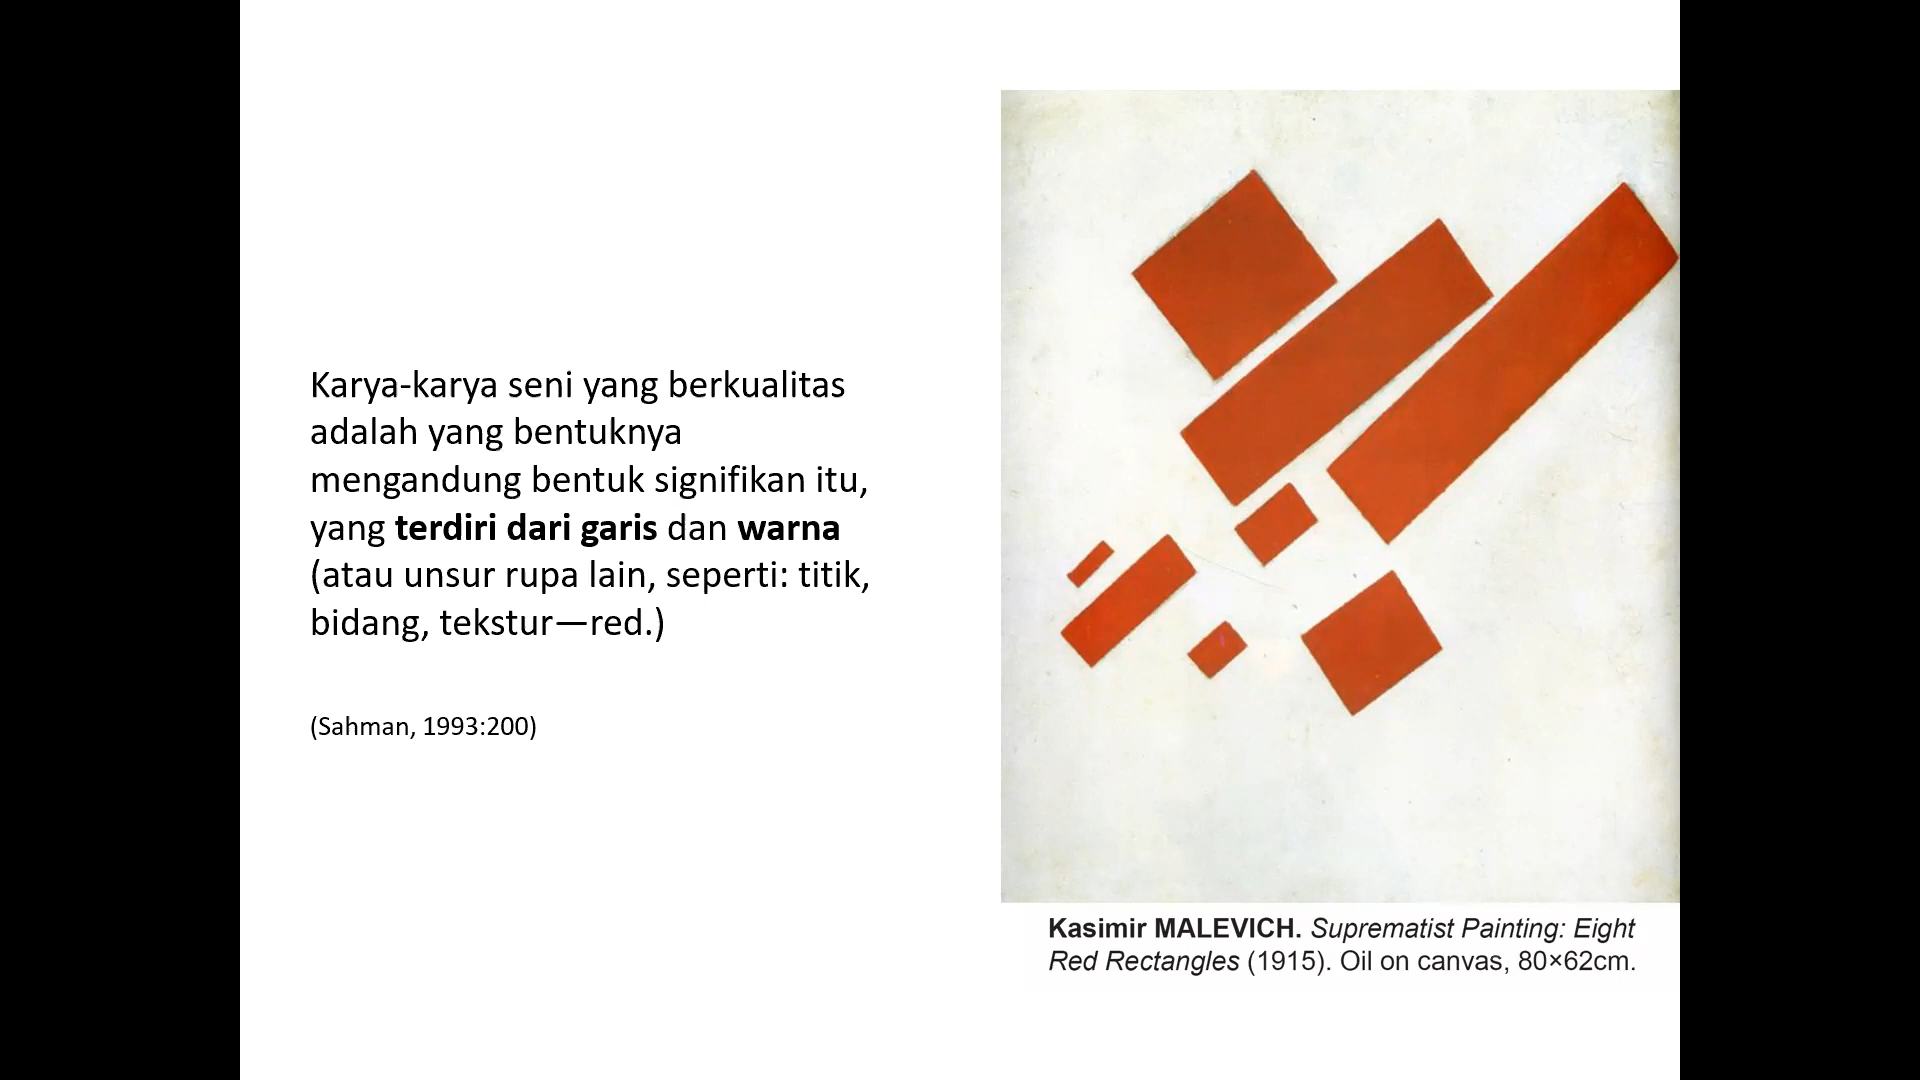 Karya-karya seni yang berkualitas
adalah yang bentuknya
mengandung bentuk signifikan itu,
yang terdiri dari garis dan warna
(atau unsur rupa lain, seperti: titik,
bidang, tekstur—red.)
(Sahman, 1993:200)
Kasimir MALEVICH. Suprematist Painting: Eight
Red Rectangles (1915). Oil on canvas, 80×62cm.